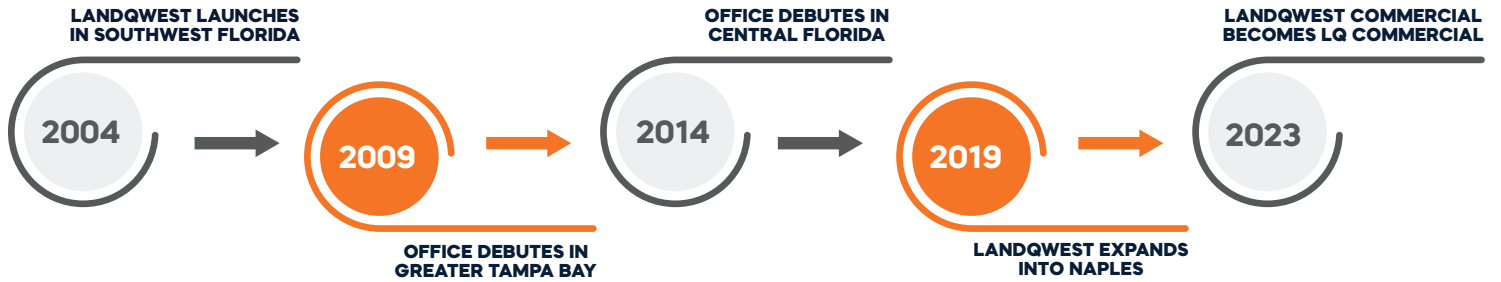 LANDQWEST LAUNCHES
IN SOUTHWEST FLORIDA
2004
2009
OFFICE DEBUTES IN
GREATER TAMPA BAY
OFFICE DEBUTES IN
CENTRAL FLORIDA
2014
2019
LANDQWEST EXPANDS
INTO NAPLES
LANDQWEST COMMERCIAL
BECOMES LQ COMMERCIAL
2023